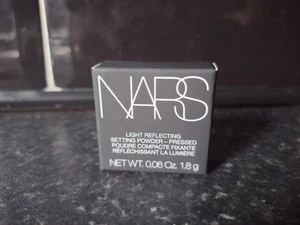 NARS
LIGHT REFLECTING
SETTING POWDER – PRESSED
POUDRE COMPACTE FIXANTE
RÉFLÉCHISSANT LA LUMIÈRE
NET WT. 0.06 Oz. 1.8 g